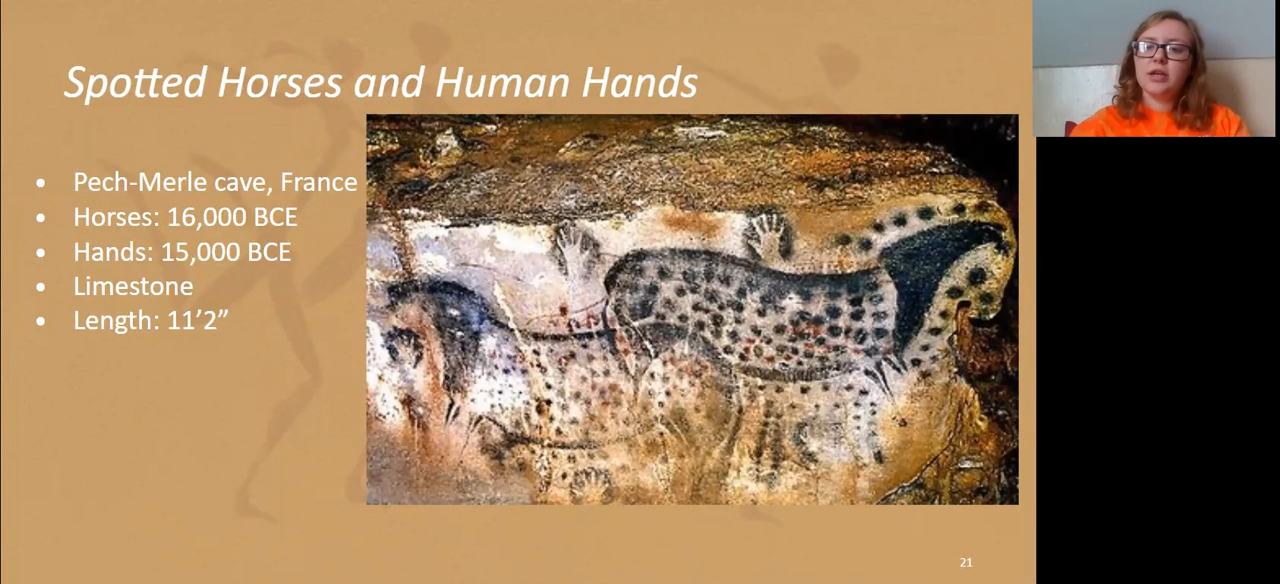 Spotted Horses and Human Hands
• Pech-Merle cave, France
• Horses: 16,000 BCE
• Hands: 15,000 BCE
• Limestone
• Length: 11’2”
21